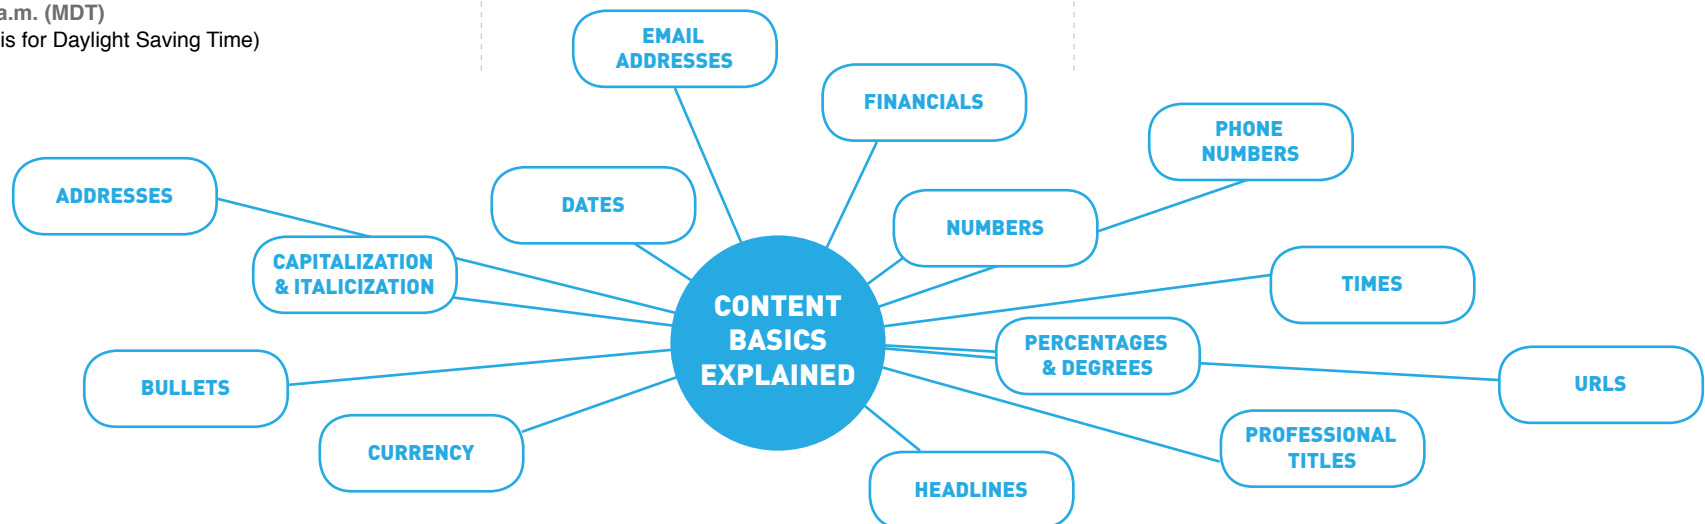 a.m. (MDT)
is for Daylight Saving Time)
EMAIL
ADDRESSES
FINANCIALS
PHONE
NUMBERS
ADDRESSES
DATES
NUMBERS
CAPITALIZATION
& ITALICIZATION
TIMES
CONTENT
BASICS
EXPLAINED
PERCENTAGES
& DEGREES
BULLETS
URLS
CURRENCY
PROFESSIONAL
TITLES
HEADLINES